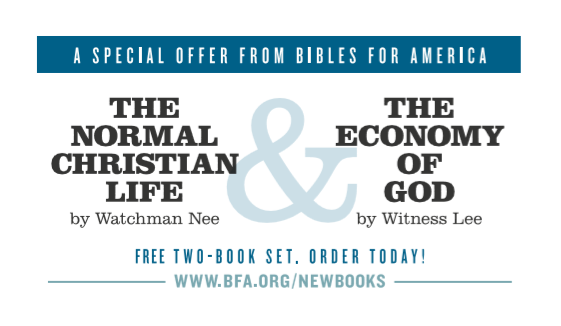 A SPECIAL OFFER FROM BIBLES FOR AMERICA
THE
NORMAL
CHRISTIAN
LIFE
by Watchman Nee
&
THE
ECONOMY
OF
GOD
by Witness Lee
FREE TWO-BOOK SET. ORDER TODAY!
WWW.BFA.ORG/NEWBOOKS